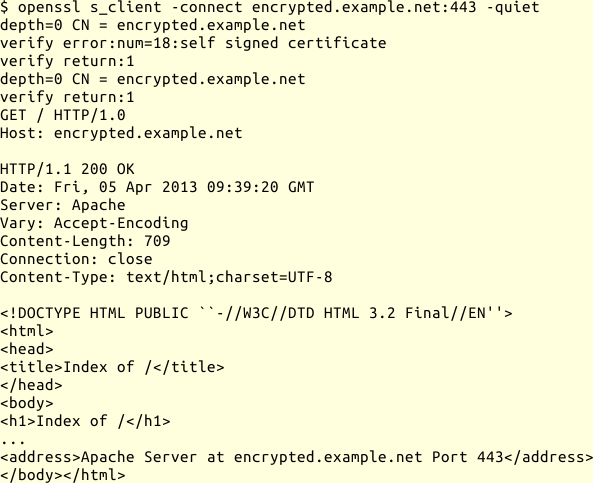 $ openssl s_client -connect encrypted.example.net:443 -quiet
depth=0 CN = encrypted.example.net
verify error:num=18:self signed certificate
verify return:1
depth=0 CN = encrypted.example.net
verify return:1
GET / HTTP/1.0
Host: encrypted.example.net

HTTP/1.1 200 OK
Date: Fri, 05 Apr 2013 09:39:20 GMT
Server: Apache
Vary: Accept-Encoding
Content-Length: 709
Connection: close
Content-Type: text/html;charset=UTF-8

<!DOCTYPE HTML PUBLIC ``-//W3C//DTD HTML 3.2 Final//EN''>
<html>
<head>
<title>Index of /</title>
</head>
<body>
<h1>Index of /</h1>
...
<address>Apache Server at encrypted.example.net Port 443</address>
</body></html>